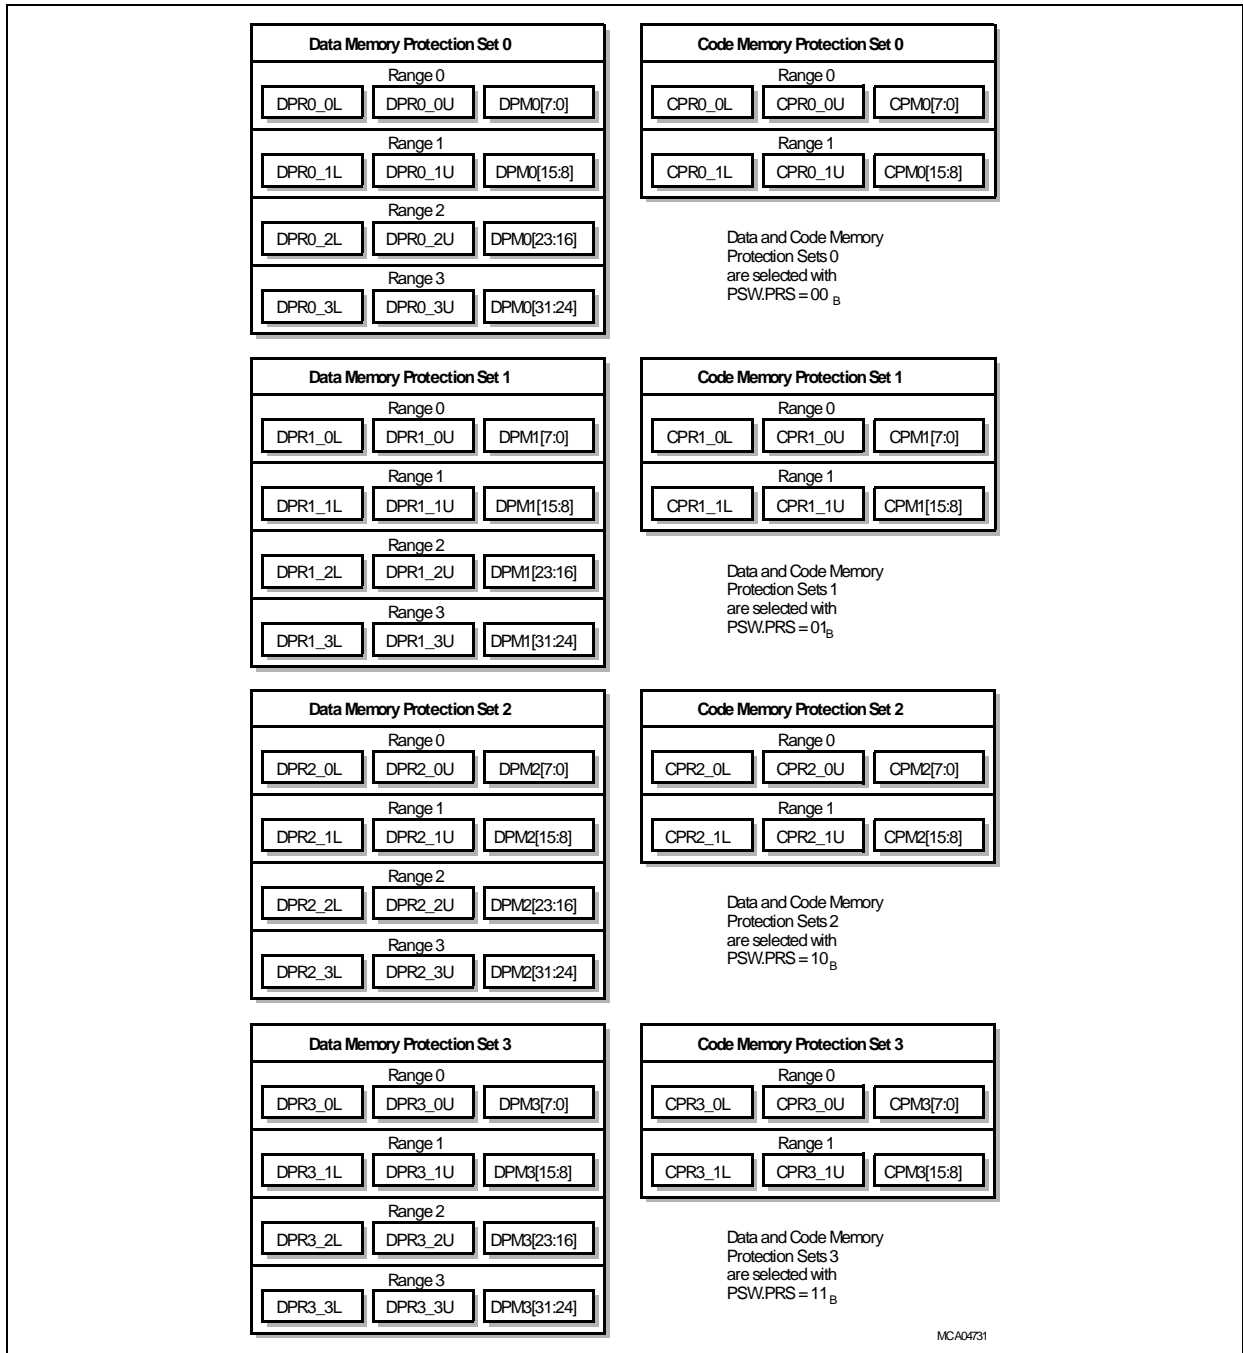 Data Memory Protection Set 0
Range 0
DPR0_0L DPR0_0U DPM0[7:0]
Range 1
DPR0_1L DPR0_1U DPM0[15:8]
Range 2
DPR0_2L DPR0_2U DPM0[23:16]
Range 3
DPR0_3L DPR0_3U DPM0[31:24]
Code Memory Protection Set 0
Range 0
CPR0_0L CPR0_0U CPM0[7:0]
Range 1
CPR0_1L CPR0_1U CPM0[15:8]
Data and Code Memory
Protection Sets 0
are selected with
PSW.PRS = 00 B
Data Memory Protection Set 1
Range 0
DPR1_0L DPR1_0U DPM1[7:0]
Range 1
DPR1_1L DPR1_1U DPM1[15:8]
Range 2
DPR1_2L DPR1_2U DPM1[23:16]
Range 3
DPR1_3L DPR1_3U DPM1[31:24]
Code Memory Protection Set 1
Range 0
CPR1_0L CPR1_0U CPM1[7:0]
Range 1
CPR1_1L CPR1_1U CPM1[15:8]
Data and Code Memory
Protection Sets 1
are selected with
PSW.PRS = 01B
Data Memory Protection Set 2
Range 0
DPR2_0L DPR2_0U DPM2[7:0]
Range 1
DPR2_1L DPR2_1U DPM2[15:8]
Range 2
DPR2_2L DPR2_2U DPM2[23:16]
Range 3
DPR2_3L DPR2_3U DPM2[31:24]
Code Memory Protection Set 2
Range 0
CPR2_0L CPR2_0U CPM2[7:0]
Range 1
CPR2_1L CPR2_1U CPM2[15:8]
Data and Code Memory
Protection Sets 2
are selected with
PSW.PRS = 10B
Data Memory Protection Set 3
Range 0
DPR3_0L DPR3_0U DPM3[7:0]
Range 1
DPR3_1L DPR3_1U DPM3[15:8]
Range 2
DPR3_2L DPR3_2U DPM3[23:16]
Range 3
DPR3_3L DPR3_3U DPM3[31:24]
Code Memory Protection Set 3
Range 0
CPR3_0L CPR3_0U CPM3[7:0]
Range 1
CPR3_1L CPR3_1U CPM3[15:8]
Data and Code Memory
Protection Sets 3
are selected with
PSW.PRS = 11 B
MCA04731